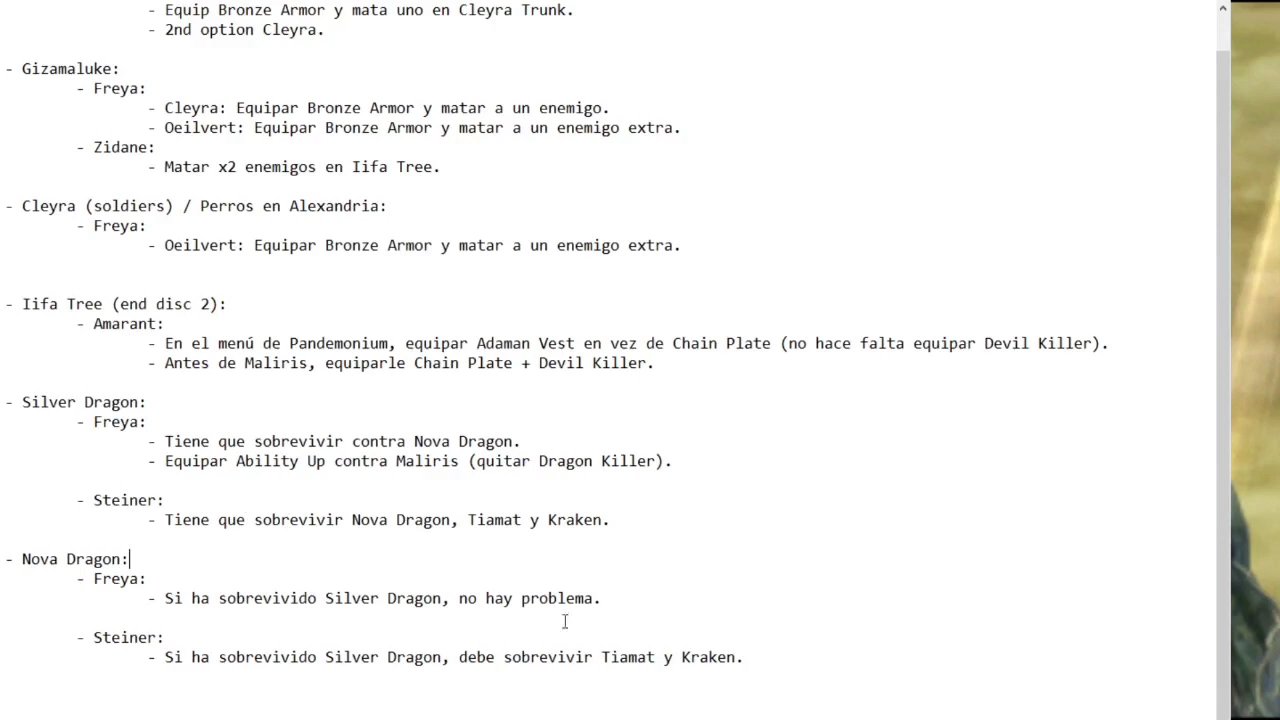 - Equip Bronze Armor y mata uno en Cleyra Trunk.
- 2nd option Cleyra.
- Gizamaluke:
- Freya:
- Cleyra: Equipar Bronze Armor y matar a un enemigo.
- Oeilvert: Equipar Bronze Armor y matar a un enemigo extra.
- Zidane:
- Matar x2 enemigos en Iifa Tree.
- Cleyra (soldiers) / Perros en Alexandria:
- Freya:
- Oeilvert: Equipar Bronze Armor y matar a un enemigo extra.
- Iifa Tree (end disc 2):
- Amarant:
- En el menú de Pandemonium, equipar Adaman Vest en vez de Chain Plate (no hace falta equipar Devil Killer).
- Antes de Maliris, equiparle Chain Plate + Devil Killer.
- Silver Dragon:
- Freya:
- Tiene que sobrevivir contra Nova Dragon.
- Equipar Ability Up contra Maliris (quitar Dragon Killer).
- Steiner:
- Tiene que sobrevivir Nova Dragon, Tiamat y Kraken.
- Nova Dragon:
- Freya:
- Si ha sobrevivido Silver Dragon, no hay problema.
- Steiner:
- Si ha sobrevivido Silver Dragon, debe sobrevivir Tiamat y Kraken.